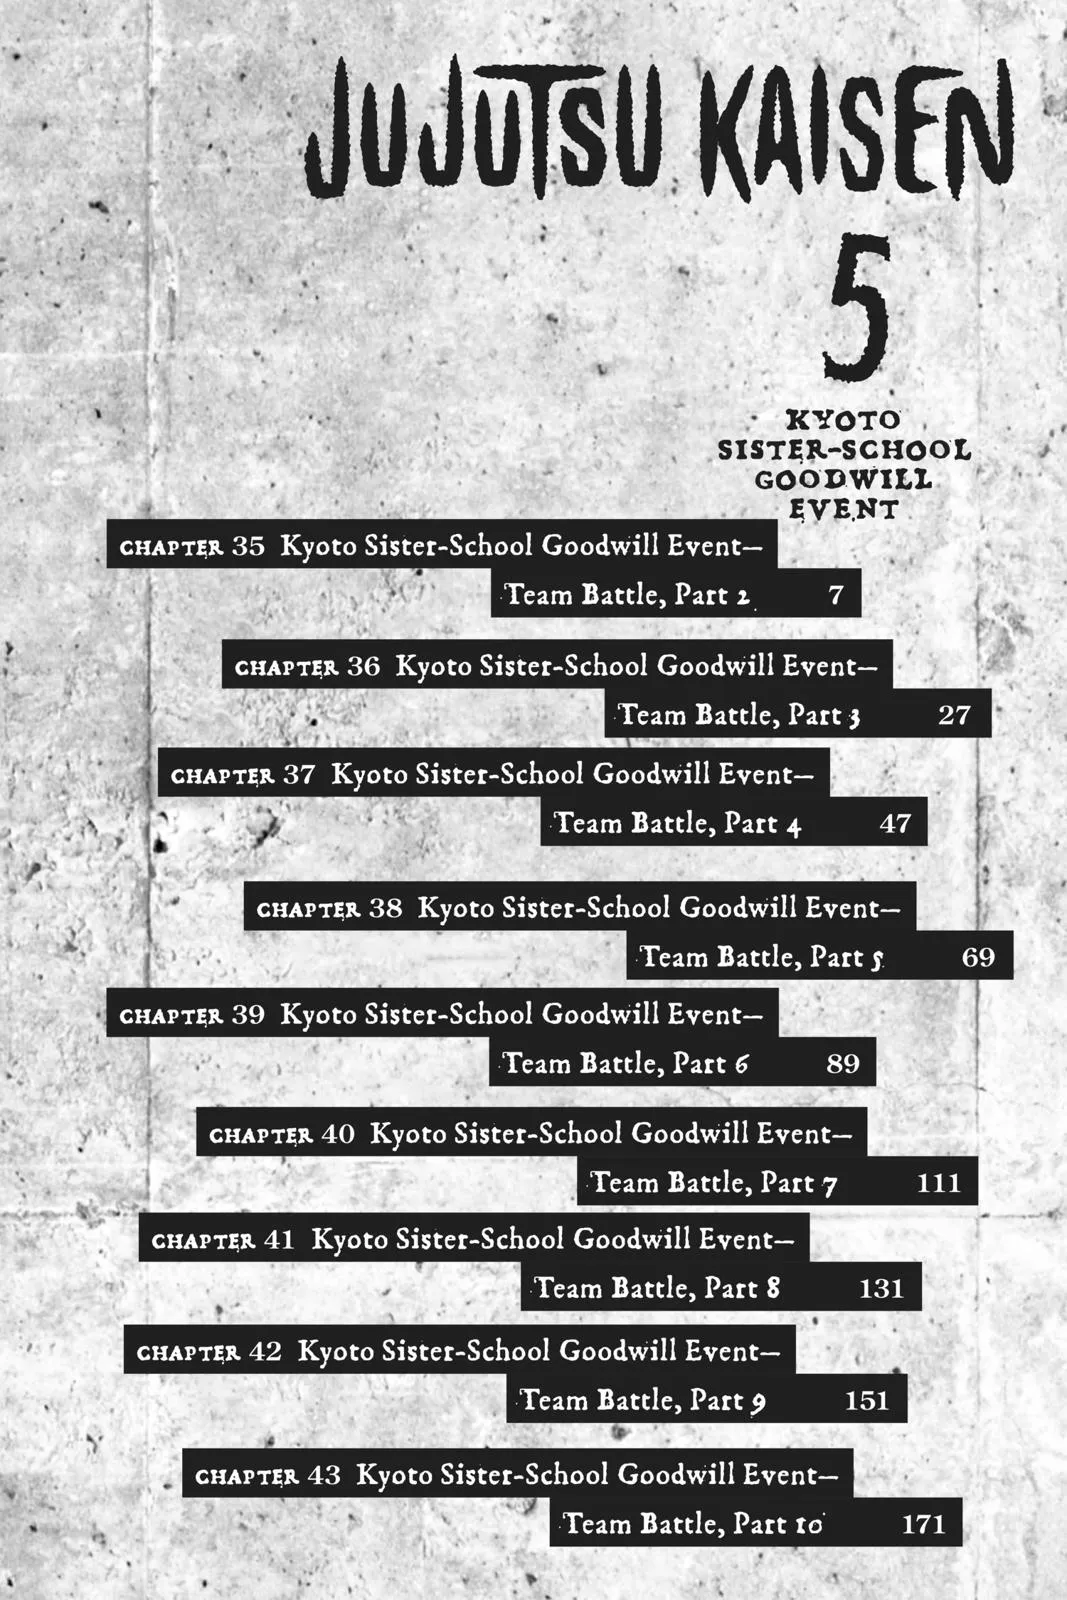 JUJUTSU KAISEN
5
KYOTO
SISTER-SCHOOL
GOODWILL
EVENT
CHAPTER 35 Kyoto Sister-School Goodwill Event—
Team Battle, Part 2 7
CHAPTER 36 Kyoto Sister-School Goodwill Event—
Team Battle, Part 3 27
CHAPTER 37 Kyoto Sister-School Goodwill Event—
Team Battle, Part 4 47
CHAPTER 38 Kyoto Sister-School Goodwill Event—
Team Battle, Part 5 69
CHAPTER 39 Kyoto Sister-School Goodwill Event—
Team Battle, Part 6 89
CHAPTER 40 Kyoto Sister-School Goodwill Event—
Team Battle, Part 7 111
CHAPTER 41 Kyoto Sister-School Goodwill Event—
Team Battle, Part 8 131
CHAPTER 42 Kyoto Sister-School Goodwill Event—
Team Battle, Part 9 151
CHAPTER 43 Kyoto Sister-School Goodwill Event—
Team Battle, Part 10 171